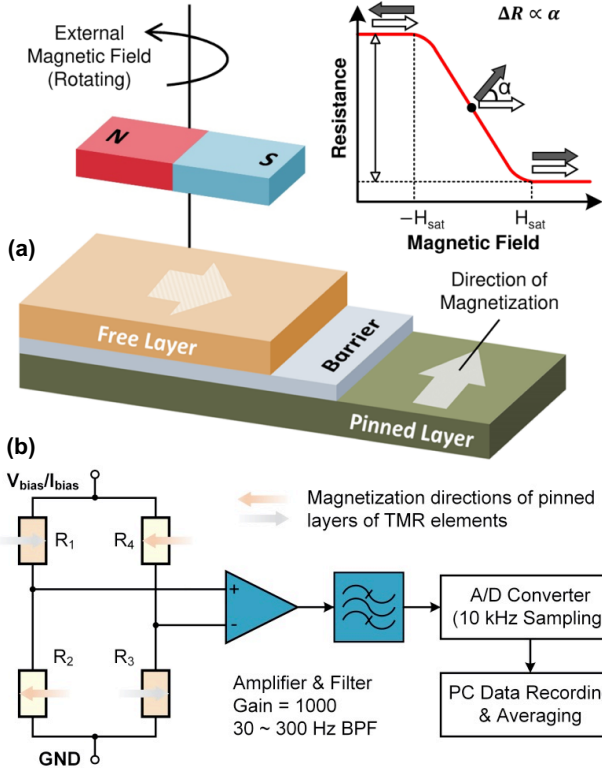 External
Magnetic Field
(Rotating)
N
S
ΔR ∝ α
Resistance
α
−Hsat
Hsat
Magnetic Field
(a)
Direction of
Magnetization
Free Layer
Barrier
Pinned Layer
(b)
Vbias/Ibias
Magnetization directions of pinned
layers of TMR elements
R1
R4
+
-
R2
R3
A/D Converter
(10 kHz Sampling
Amplifier & Filter
Gain = 1000
30 ~ 300 Hz BPF
PC Data Recordin
& Averaging
GND